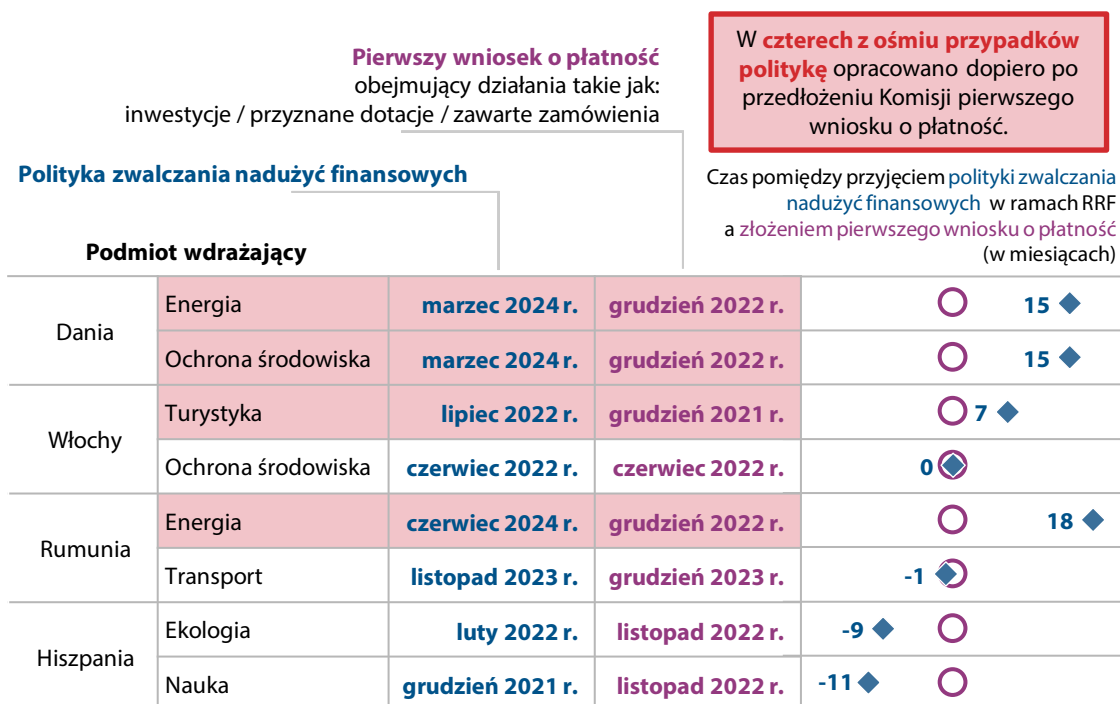 Pierwszy wniosek o płatność
obejmujący działania takie jak:
inwestycje / przyznane dotacje / zawarte zamówienia
W czterech z ośmiu przypadków
politykę opracowano dopiero po
przedłożeniu Komisji pierwszego
wniosku o płatność.
Polityka zwalczania nadużyć finansowych
Czas pomiędzy przyjęciem polityki zwalczania
nadużyć finansowych w ramach RRF
a złożeniem pierwszego wniosku o płatność
(w miesiącach)
Podmiot wdrażający
Dania
Energia marzec 2024 r. grudzień 2022 r. 15
Ochrona środowiska marzec 2024 r. grudzień 2022 r. 15
Włochy
Turystyka lipiec 2022 r. grudzień 2021 r. 7
Ochrona środowiska czerwiec 2022 r. czerwiec 2022 r. 0
Rumunia
Energia czerwiec 2024 r. grudzień 2022 r. 18
Transport listopad 2023 r. grudzień 2023 r. -1
Hiszpania
Ekologia luty 2022 r. listopad 2022 r. -9
Nauka grudzień 2021 r. listopad 2022 r. -11